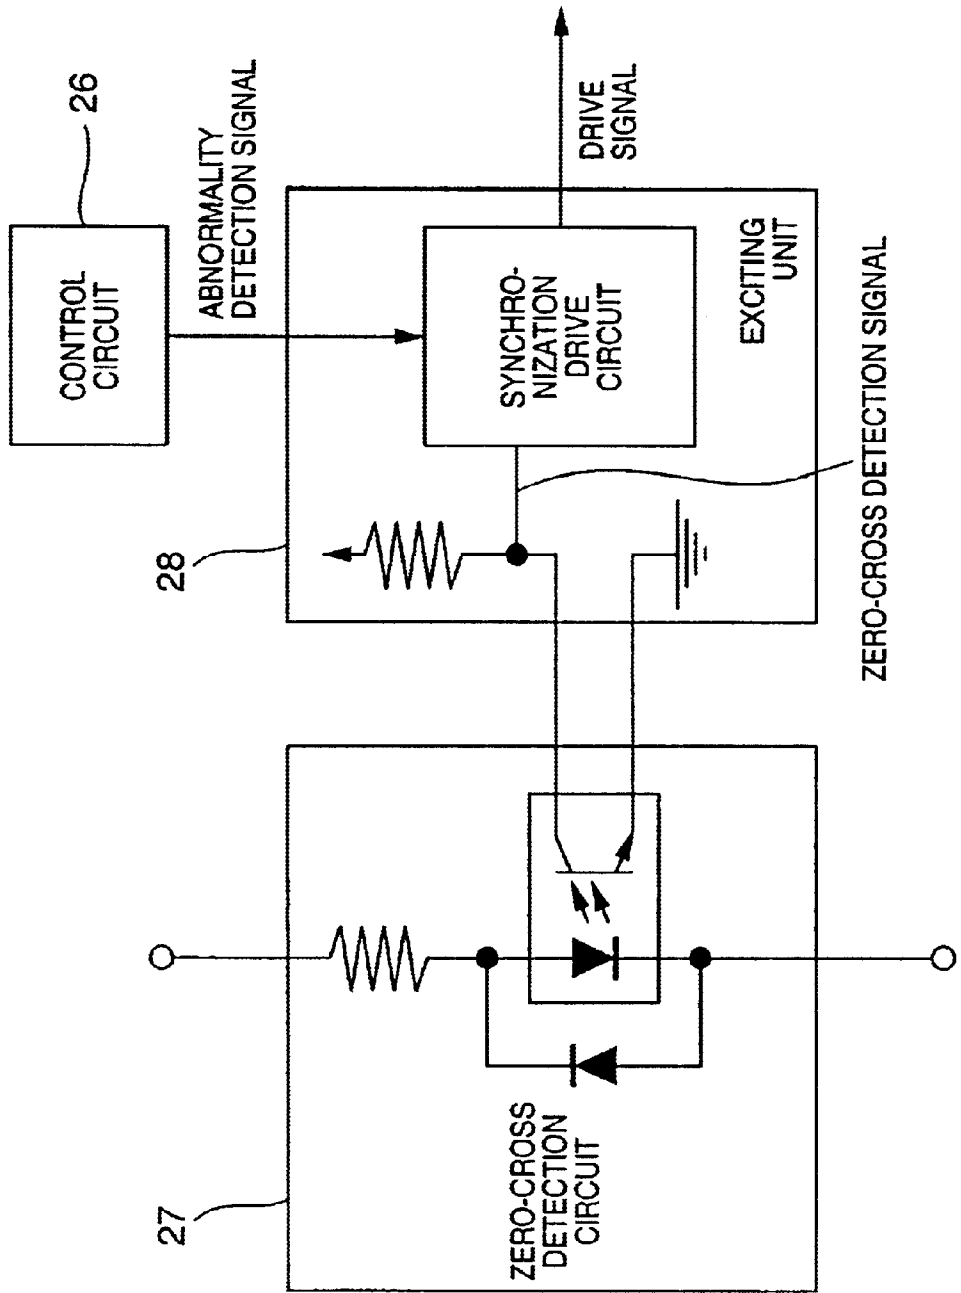 26
CONTROL
CIRCUIT
ABNORMALITY
DETECTION SIGNAL
DRIVE
SIGNAL
28
SYNCHRO-
NIZATION
DRIVE
CIRCUIT
EXCITING
UNIT
ZERO-CROSS DETECTION SIGNAL
27
ZERO-CROSS
DETECTION
CIRCUIT